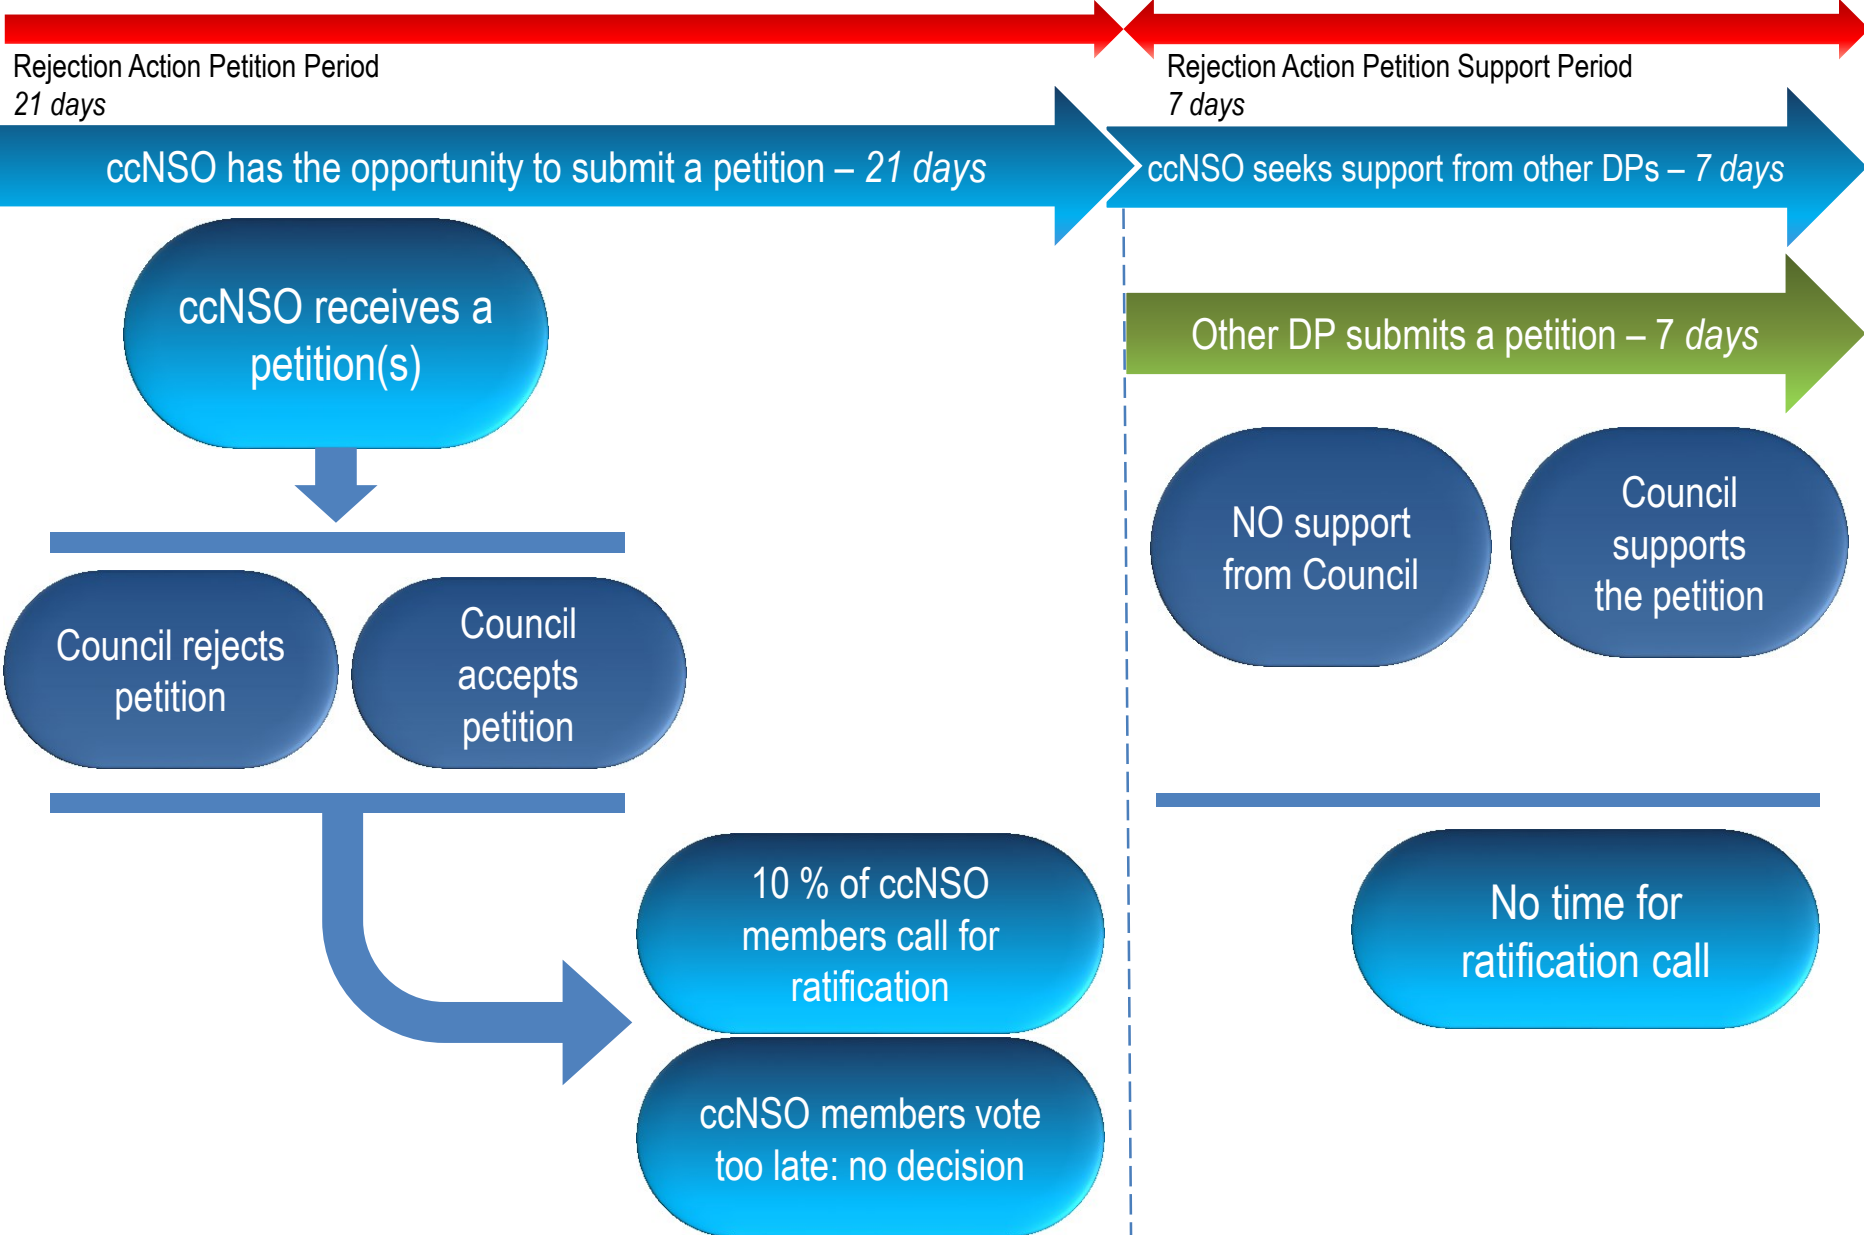 Rejection Action Petition Period
21 days
Rejection Action Petition Support Period
7 days
ccNSO has the opportunity to submit a petition – 21 days
ccNSO seeks support from other DPs – 7 days
ccNSO receives a
petition(s)
Other DP submits a petition – 7 days
Council rejects
petition
Council
accepts
petition
NO support
from Council
Council
supports
the petition
10 % of ccNSO
members call for
ratification
ccNSO members vote
too late: no decision
No time for
ratification call